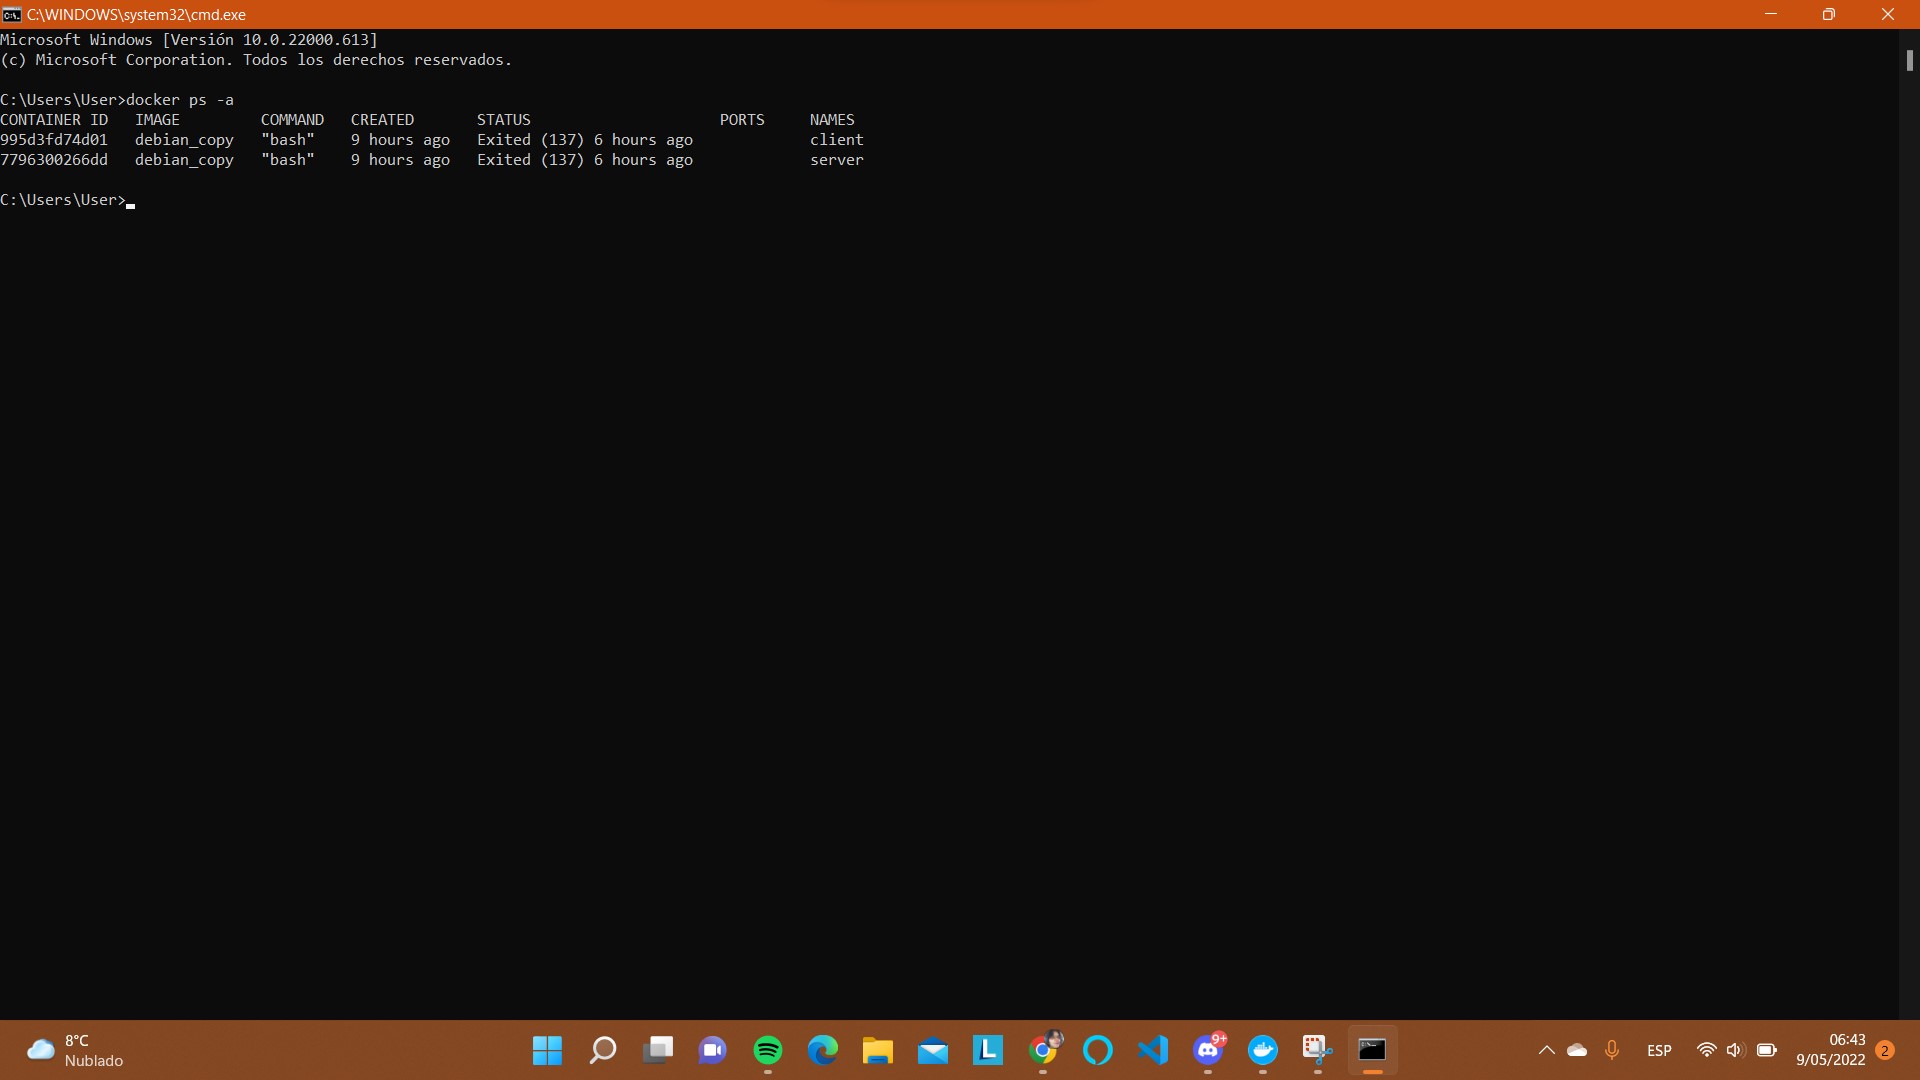 C:\WINDOWS\system32\cmd.exe
Microsoft Windows [Versión 10.0.22000.613]
(c) Microsoft Corporation. Todos los derechos reservados.
C:\Users\User>docker ps -a
CONTAINER ID   IMAGE         COMMAND   CREATED       STATUS                     PORTS     NAMES
995d3fd74d01   debian_copy   "bash"    9 hours ago   Exited (137) 6 hours ago             client
7796300266dd   debian_copy   "bash"    9 hours ago   Exited (137) 6 hours ago             server
C:\Users\User>
8°C
Nublado
L
9+
ESP
06:43
9/05/2022
2